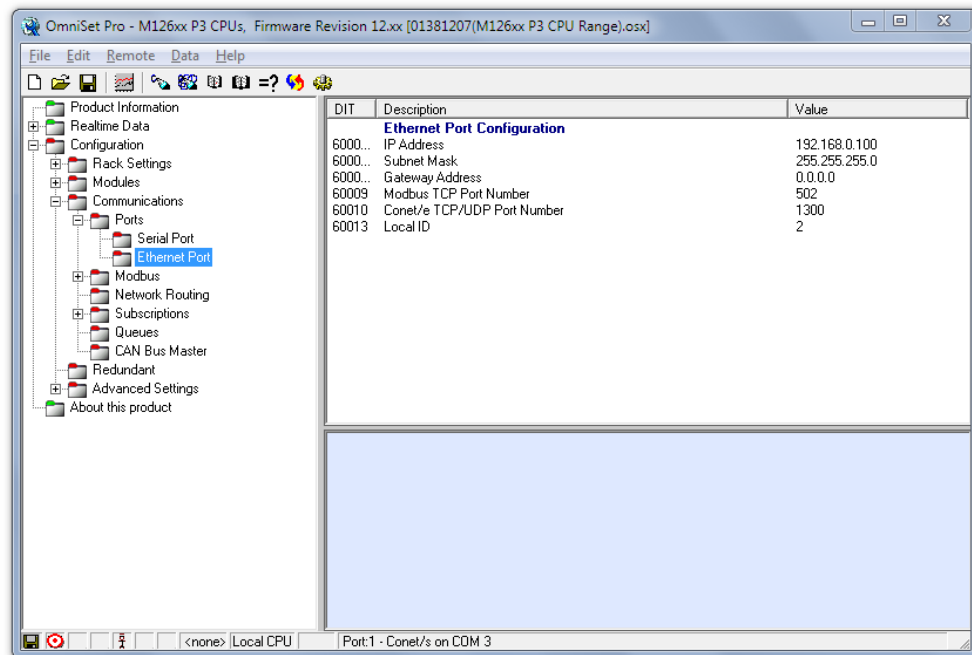 OmniSet Pro - M126xx P3 CPUs, Firmware Revision 12.xx [01381207(M126xx P3 CPU Range).osx]
File Edit Remote Data Help
=?
Product Information
Realtime Data
Configuration
Rack Settings
Modules
Communications
Ports
Serial Port
Ethernet Port
Modbus
Network Routing
Subscriptions
Queues
CAN Bus Master
Redundant
Advanced Settings
About this product
DIT Description Value
Ethernet Port Configuration
6000... IP Address 192.168.0.100
6000... Subnet Mask 255.255.255.0
6000... Gateway Address 0.0.0.0
60009 Modbus TCP Port Number 502
60010 Conet/e TCP/UDP Port Number 1300
60013 Local ID 2
<none> Local CPU Port:1 - Conet/s on COM 3